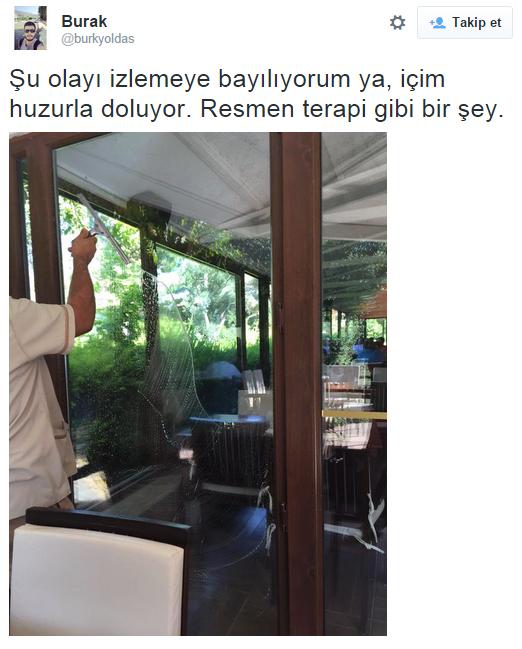 Burak
@burkyoldas
Takip et
Şu olayı izlemeye bayılıyorum ya, içim
huzurla doluyor. Resmen terapi gibi bir şey.